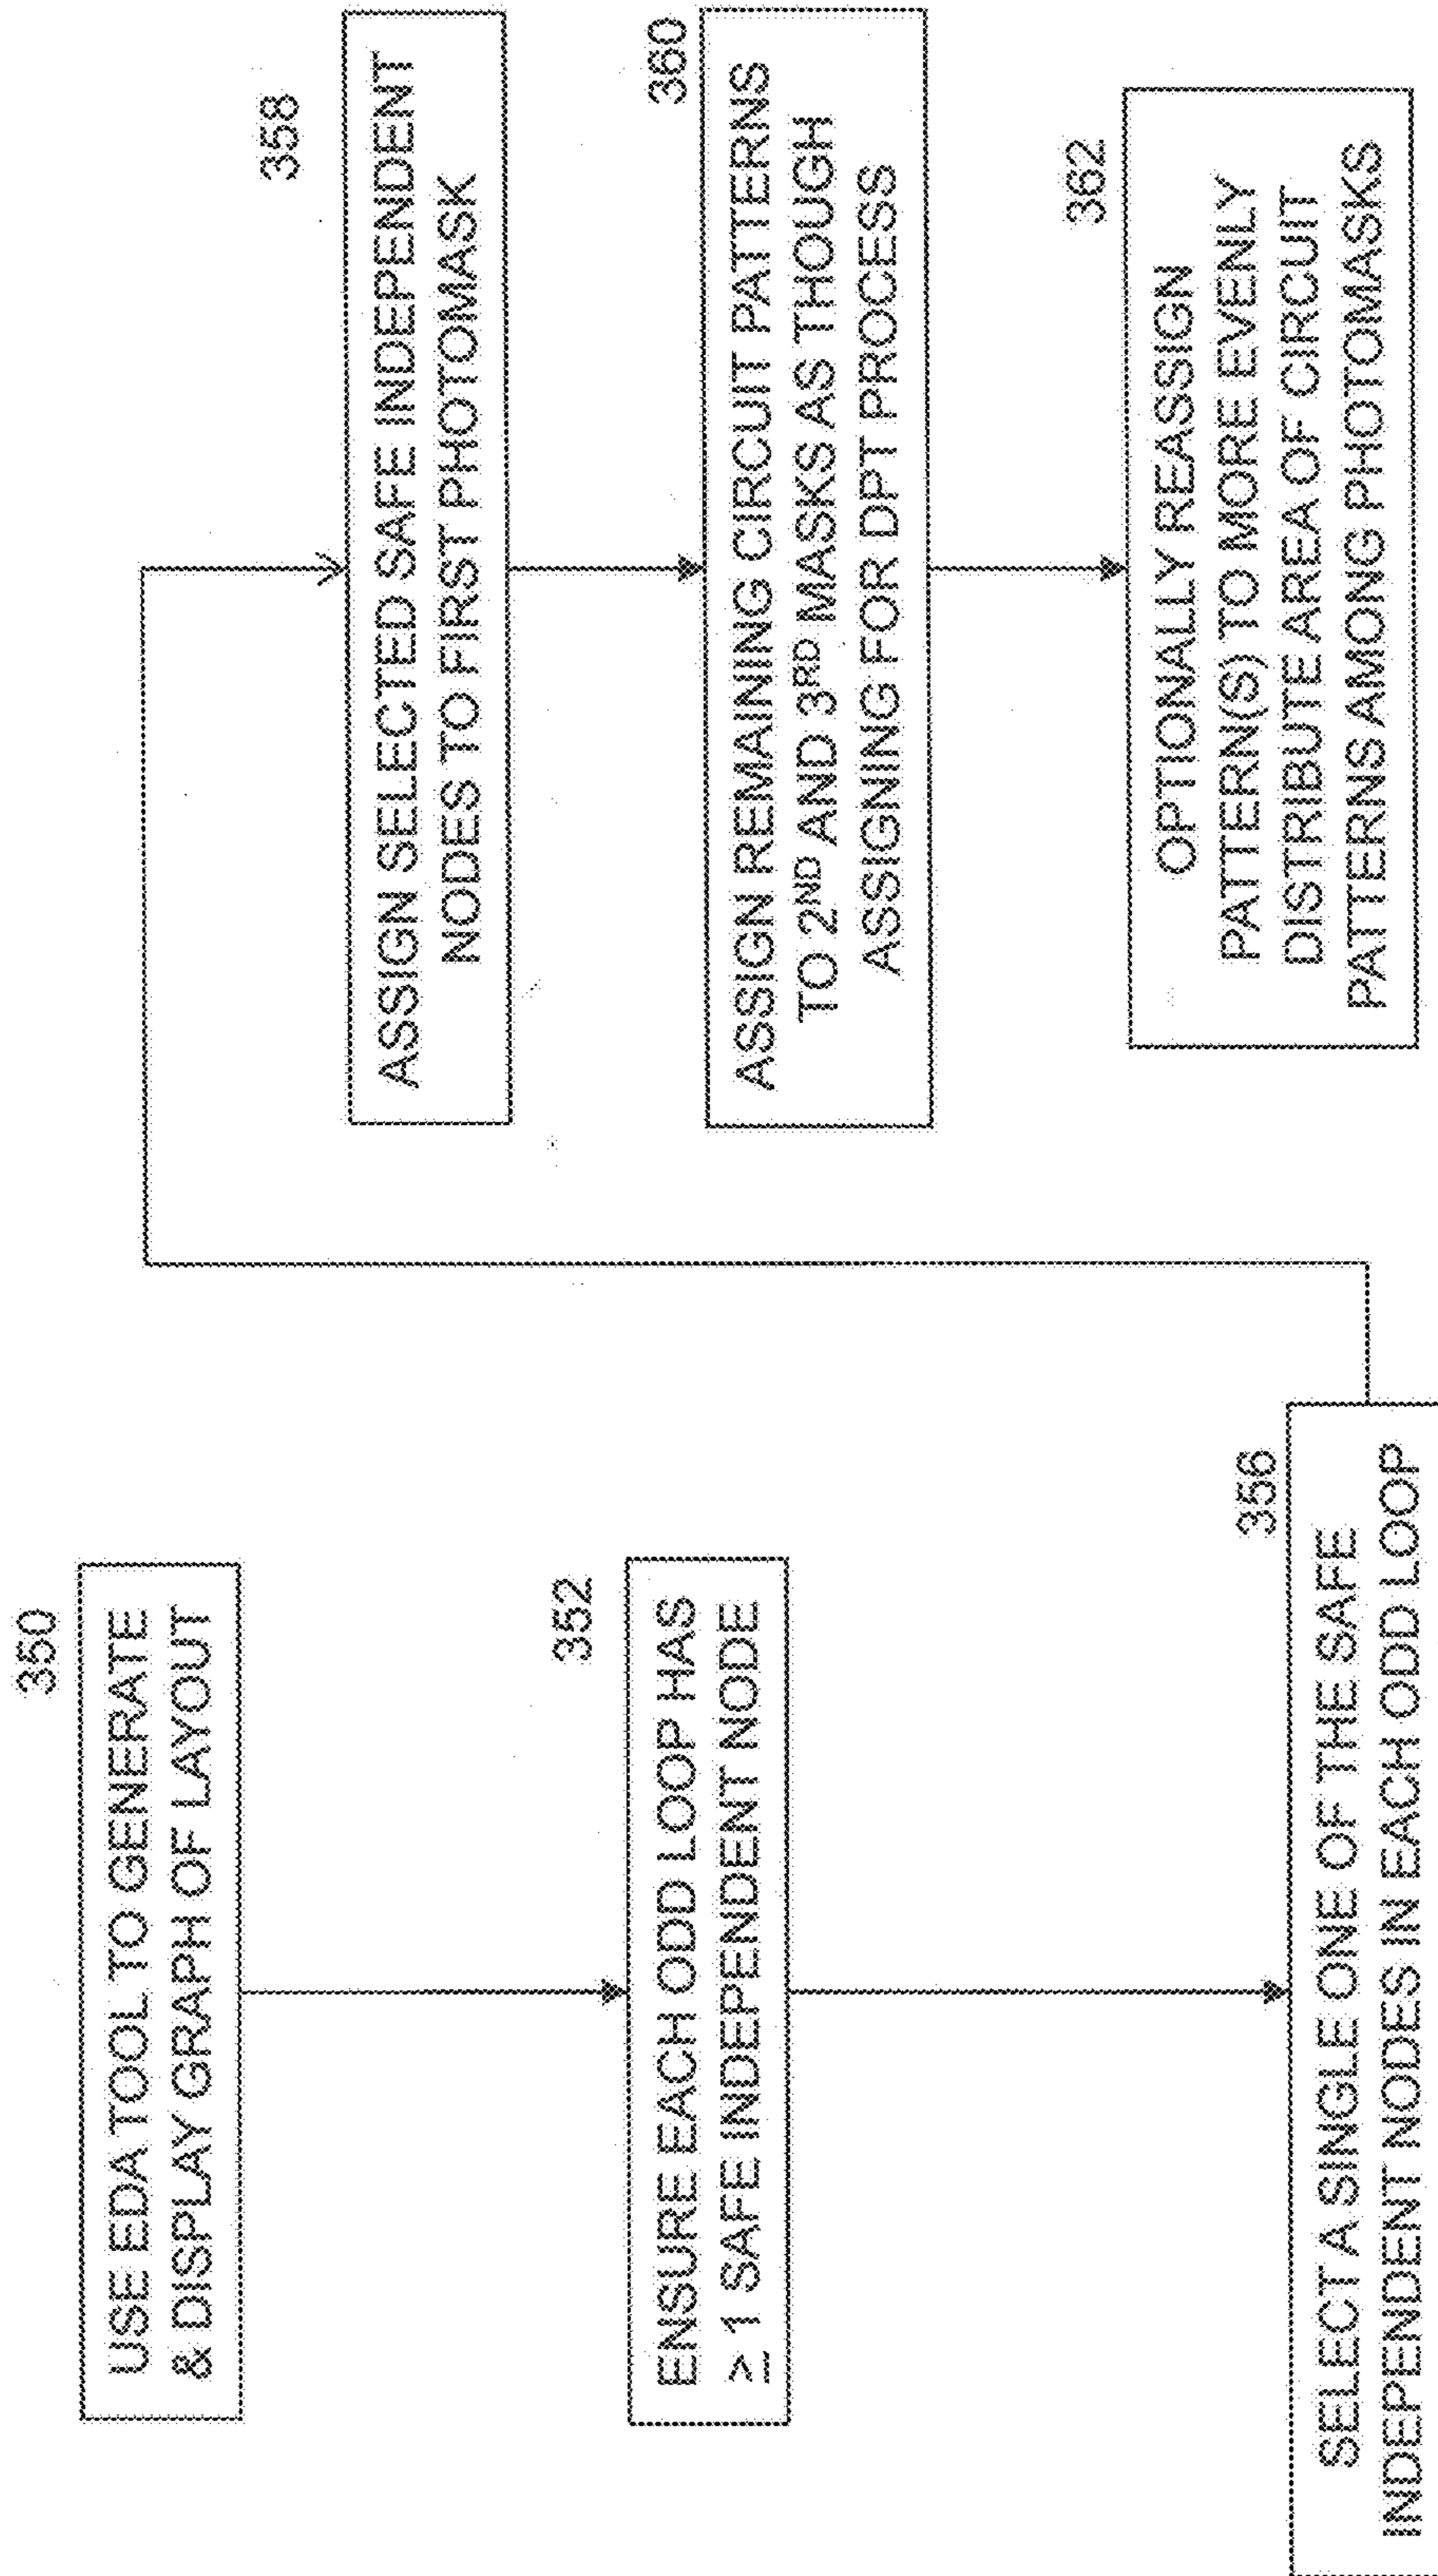 350
USE EDA TOOL TO GENERATE
& DISPLAY GRAPH OF LAYOUT
352
ENSURE EACH ODD LOOP HAS
≥ 1 SAFE INDEPENDENT NODE
356
SELECT A SINGLE ONE OF THE SAFE
INDEPENDENT NODES IN EACH ODD LOOP
358
ASSIGN SELECTED SAFE INDEPENDENT
NODES TO FIRST PHOTOMASK
360
ASSIGN REMAINING CIRCUIT PATTERNS
TO 2ND AND 3RD MASKS AS THOUGH
ASSIGNING FOR DPT PROCESS
362
OPTIONALLY REASSIGN
PATTERN(S) TO MORE EVENLY
DISTRIBUTE AREA OF CIRCUIT
PATTERNS AMONG PHOTOMASKS